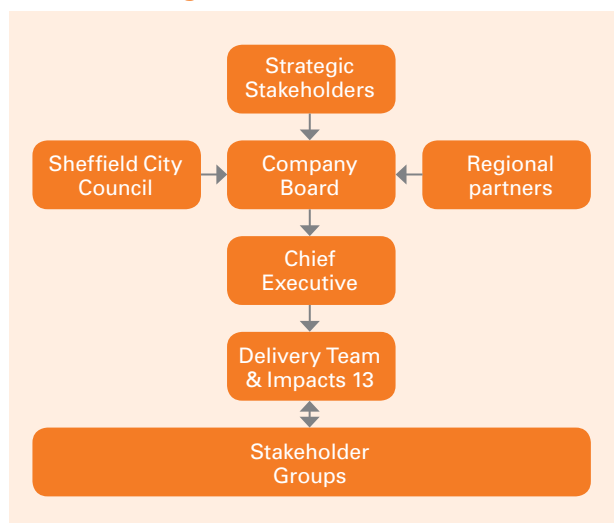 Strategic
Stakeholders
Sheffield City
Council
Company
Board
Regional
partners
Chief
Executive
Delivery Team
& Impacts 13
Stakeholder
Groups